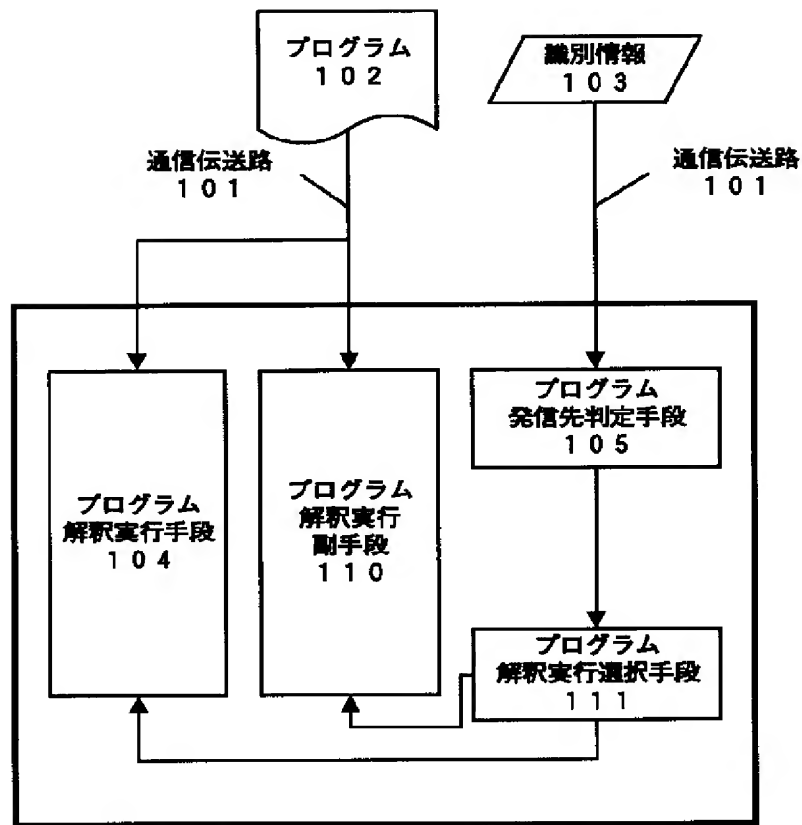 プログラム
１０２
識別情報
１０３
通信伝送路
１０１
通信伝送路
１０１
プログラム
解釈実行手段
１０４
プログラム
解釈実行
副手段
１１０
プログラム
発信先判定手段
１０５
プログラム
解釈実行選択手段
１１１